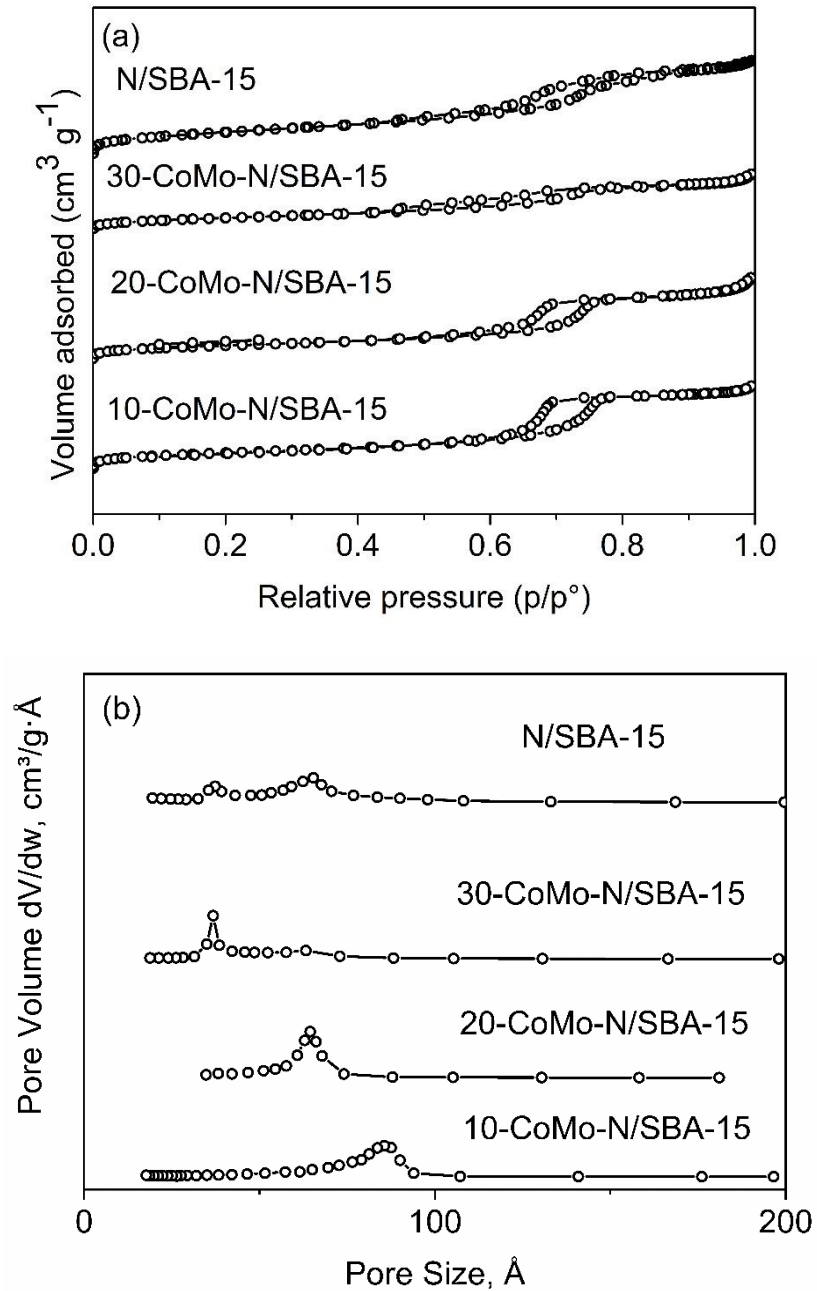 (a)
N/SBA-15
30-CoMo-N/SBA-15
20-CoMo-N/SBA-15
10-CoMo-N/SBA-15
Volume adsorbed (cm³ g⁻¹)
0.0 0.2 0.4 0.6 0.8 1.0
Relative pressure (p/p°)
(b)
N/SBA-15
30-CoMo-N/SBA-15
20-CoMo-N/SBA-15
10-CoMo-N/SBA-15
Pore Volume dV/dw, cm³/g·Å
0 100 200
Pore Size, Å